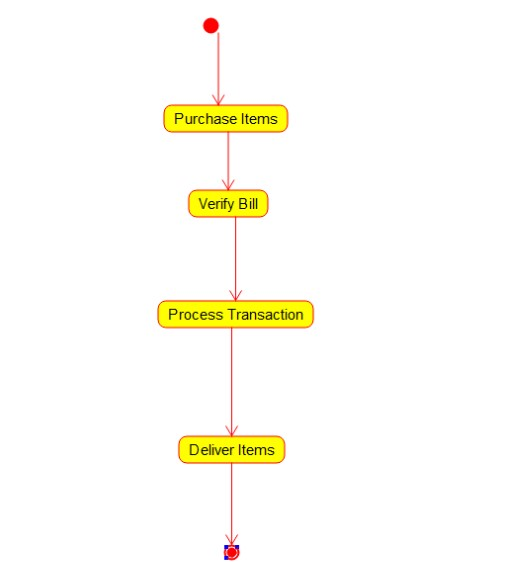 Purchase Items
Verify Bill
Process Transaction
Deliver Items